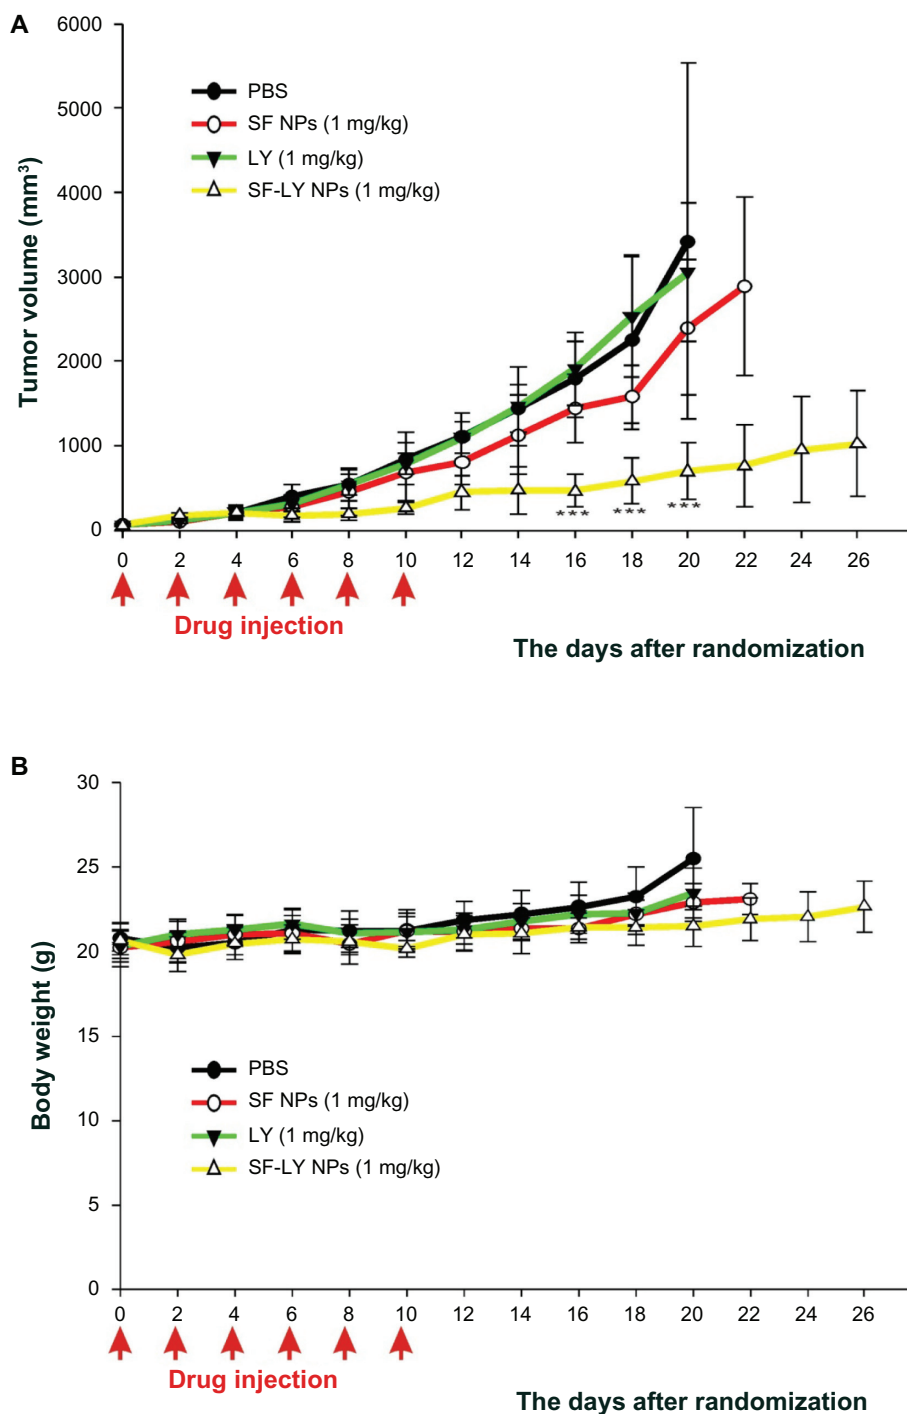 A
6000
5000
4000
3000
2000
1000
0
Tumor volume (mm³)
PBS
SF NPs (1 mg/kg)
LY (1 mg/kg)
SF-LY NPs (1 mg/kg)
*** *** ***
0 2 4 6 8 10 12 14 16 18 20 22 24 26
Drug injection
The days after randomization
B
30
25
20
15
10
5
0
Body weight (g)
PBS
SF NPs (1 mg/kg)
LY (1 mg/kg)
SF-LY NPs (1 mg/kg)
0 2 4 6 8 10 12 14 16 18 20 22 24 26
Drug injection
The days after randomization